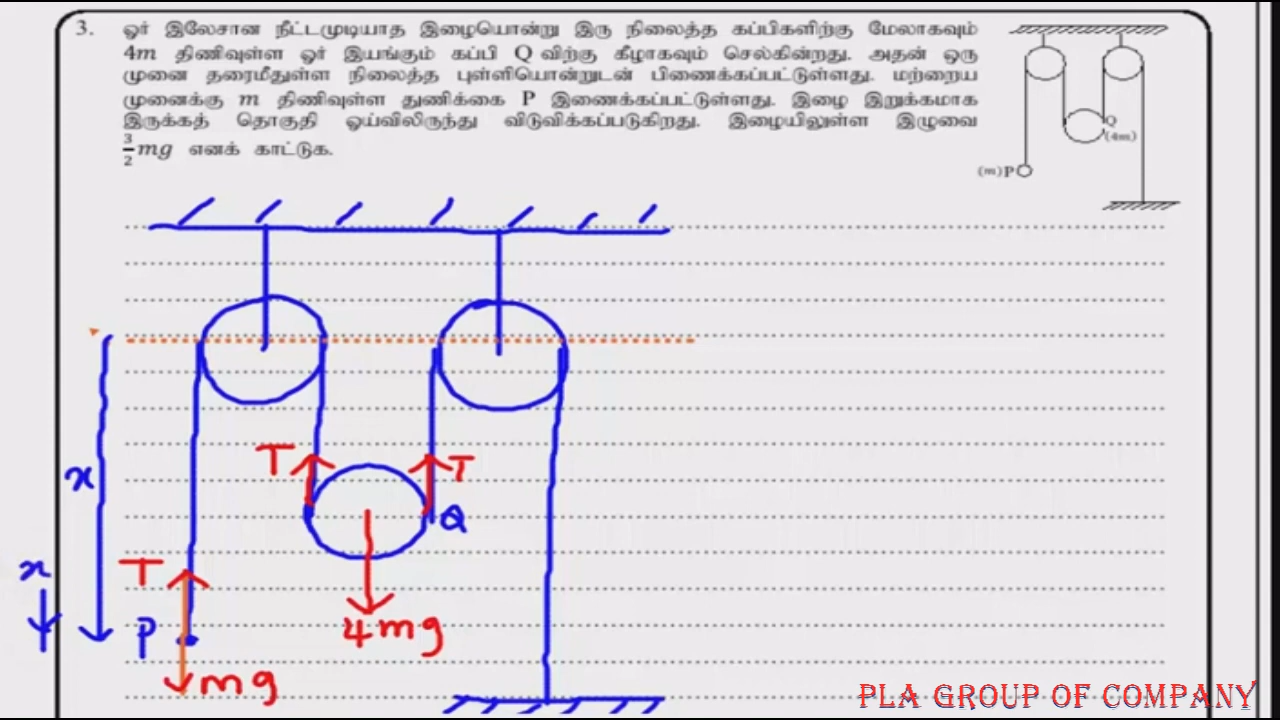 3. ஓர் இலேசான நீட்டமுடியாத இழையொன்று இரு நிலைத்த கப்பிகளிற்கு மேலாகவும்
4m திணிவுள்ள ஓர் இயங்கும் கப்பி Q விற்கு கீழாகவும் செல்கின்றது. அதன் ஒரு
முனை தரைமீதுள்ள நிலைத்த புள்ளியொன்றுடன் பிணைக்கப்பட்டுள்ளது. மற்றைய
முனைக்கு m திணிவுள்ள துணிக்கை P இணைக்கப்பட்டுள்ளது. இழை இறுக்கமாக
இருக்கத் தொகுதி ஓய்விலிருந்து விடுவிக்கப்படுகிறது. இழையிலுள்ள இழுவை
3/2 mg எனக் காட்டுக.
Q
(4m)
(m)P
T
T
x
Q
x
T
P
4mg
mg
PLA GROUP OF COMPANY